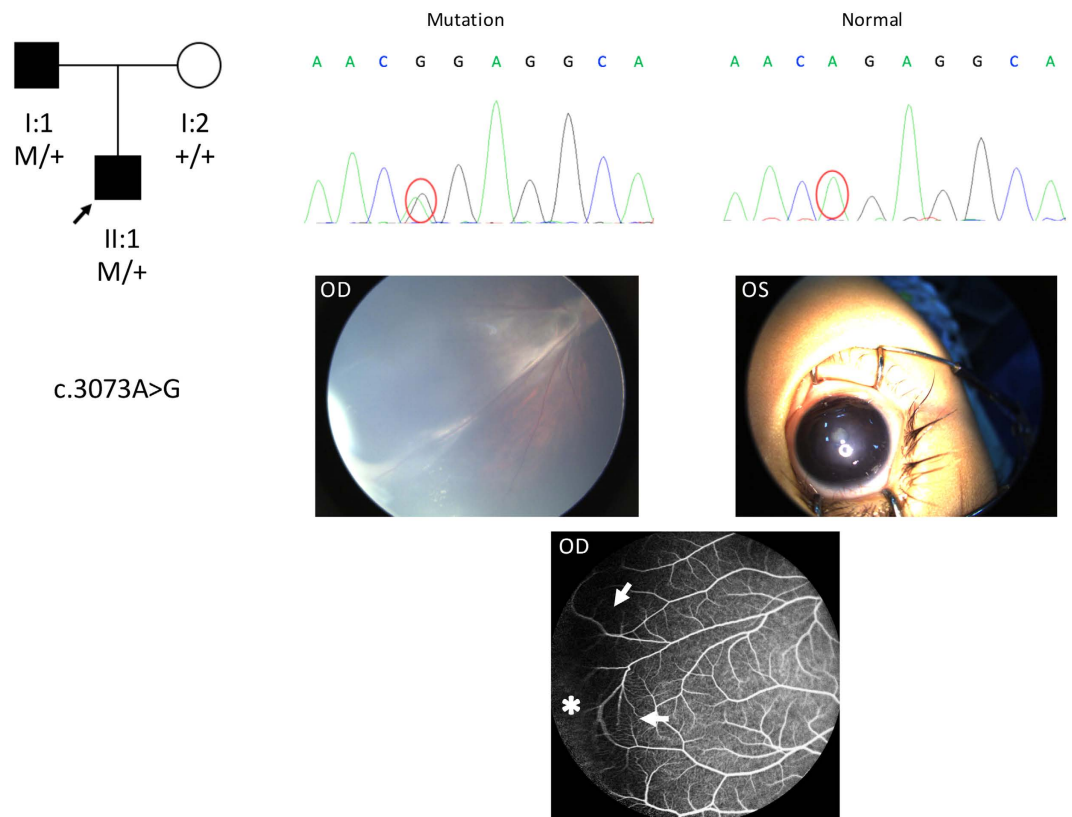 Mutation
Normal
A A C G G A G G C A
A A C A G A G G C A
I:1
M/+
I:2
+/+
II:1
M/+
c.3073A>G
OD
OS
OD
*